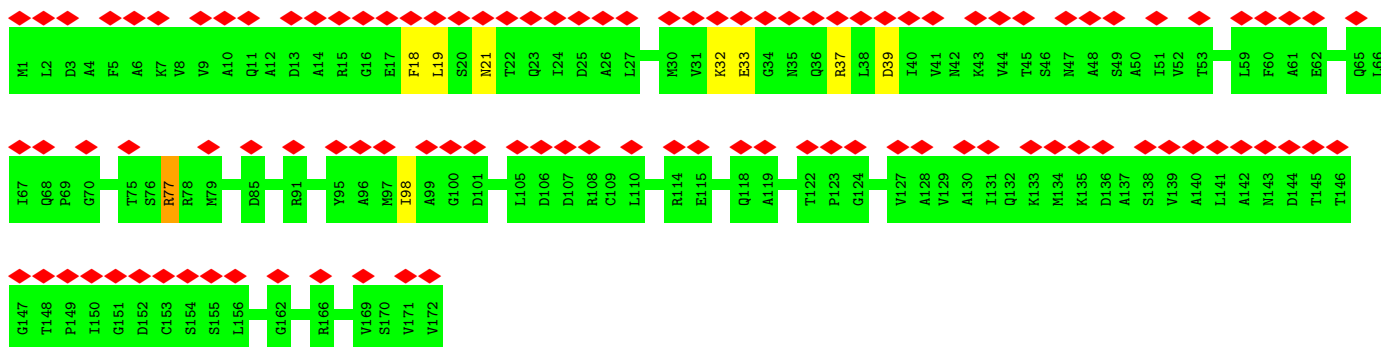 M1 L2 D3 A4 F5 A6 K7 V8 V9 A10 Q11 A12 D13 A14 R15 G16 E17 F18 L19 S20 N21 T22 Q23 I24 D25 A26 L27 M30 V31 K32 E33 G34 N35 Q36 R37 L38 D39 I40 V41 N42 K43 V44 T45 S46 N47 A48 S49 A50 I51 V52 T53 L59 F60 A61 E62 Q65 L66
I67 Q68 P69 G70 T75 S76 R77 R78 M79 D85 R91 Y95 A96 M97 I98 A99 G100 D101 L105 D106 D107 R108 C109 L110 R114 E115 Q118 A119 T122 P123 G124 V127 A128 V129 A130 I131 Q132 K133 M134 K135 D136 A137 S138 V139 A140 L141 A142 N143 D144 T145 T146
G147 T148 P149 I150 G151 D152 C153 S154 S155 L156 G162 R166 V169 S170 V171 V172